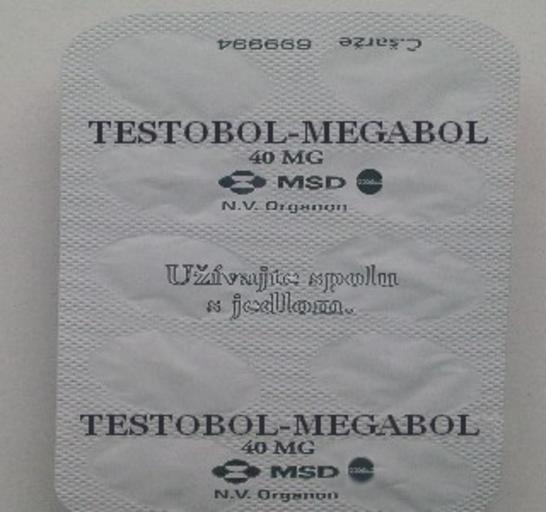 č.šarže 699994
TESTOBOL-MEGABOL
40 MG
MSD
N.V. Organon
Užívajte spolu
s jedlom.
TESTOBOL-MEGABOL
40 MG
MSD
N.V. Organon